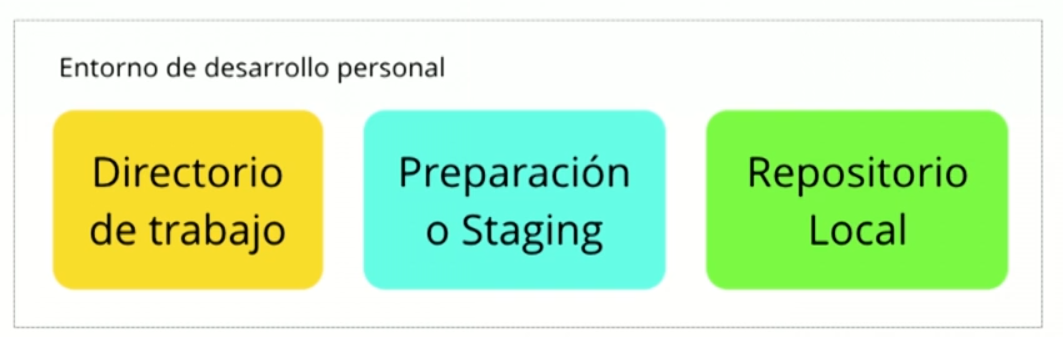 Entorno de desarrollo personal
Directorio
de trabajo
Preparación
o Staging
Repositorio
Local